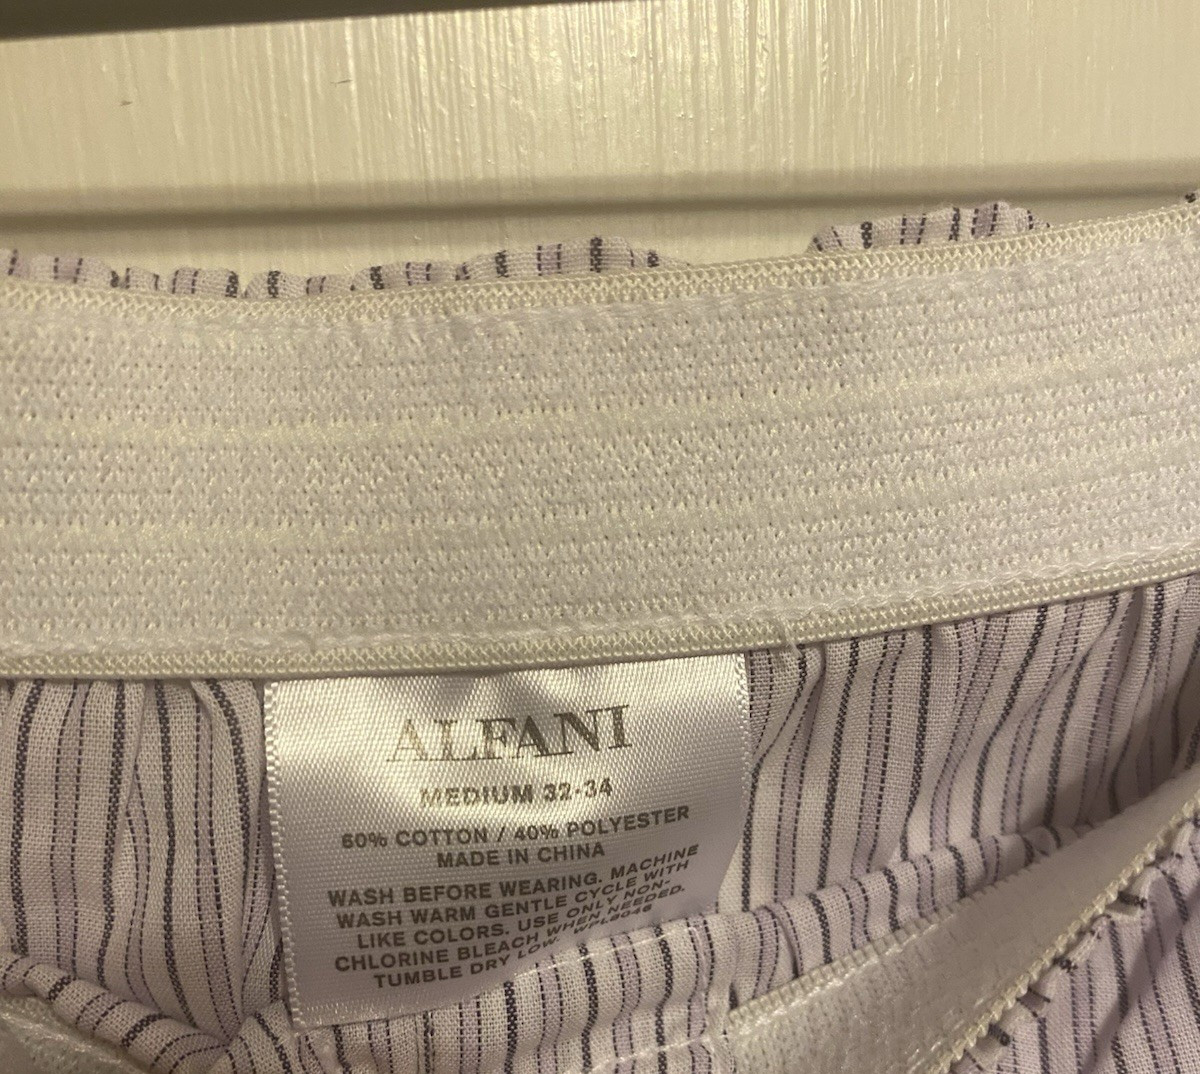 ALFANI
MEDIUM 32-34
60% COTTON / 40% POLYESTER
MADE IN CHINA
WASH BEFORE WEARING. MACHINE
WASH WARM GENTLE CYCLE WITH
LIKE COLORS. USE ONLY NON-
CHLORINE BLEACH WHEN NEEDED.
TUMBLE DRY LOW.